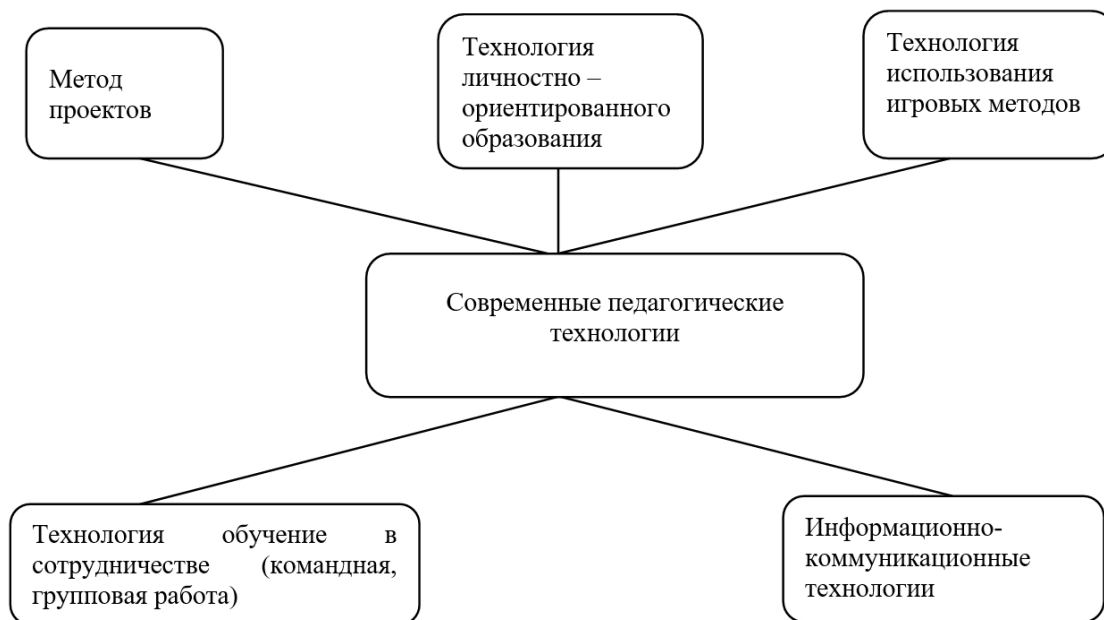 Метод
проектов
Технология
личностно –
ориентированного
образования
Технология
использования
игровых методов
Современные педагогические
технологии
Технология обучение в
сотрудничестве (командная,
групповая работа)
Информационно-
коммуникационные
технологии